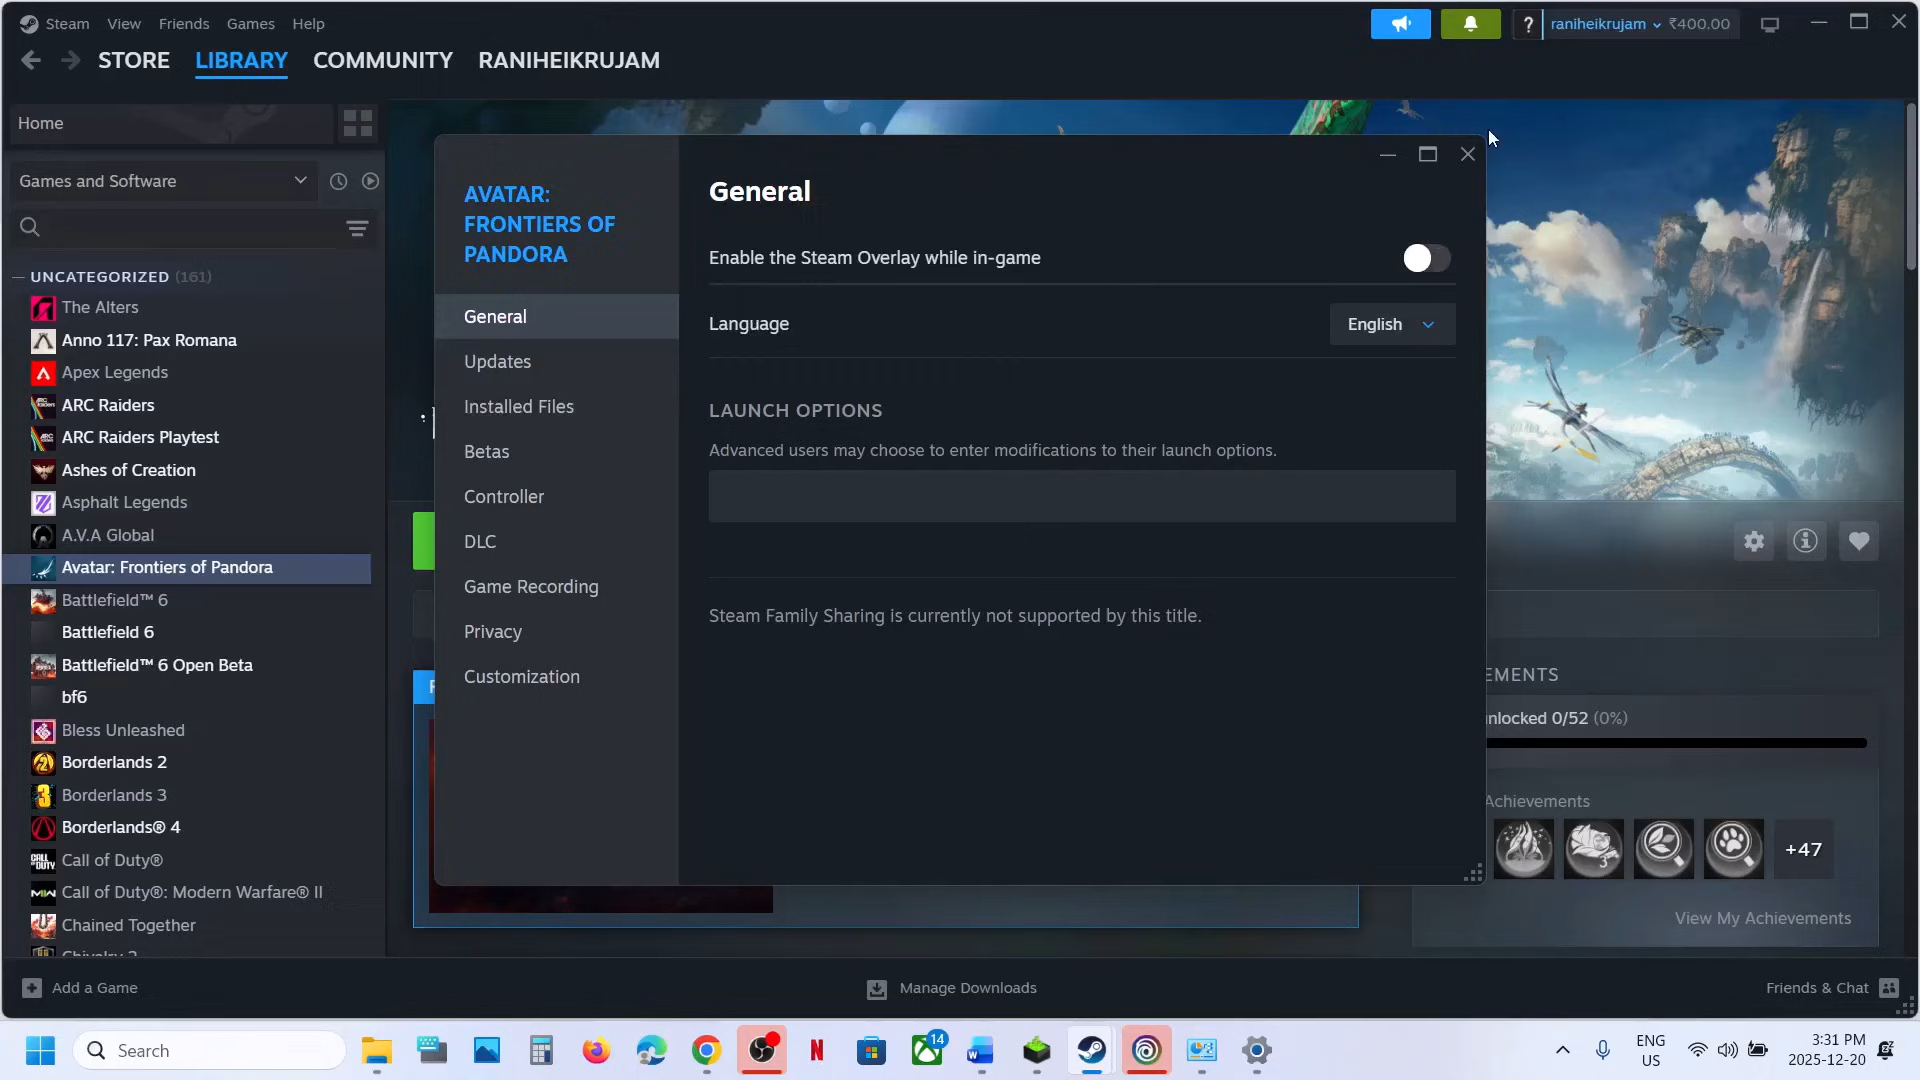 Steam View Friends Games Help
? raniheikrujam ₹400.00
STORE LIBRARY COMMUNITY RANIHEIKRUJAM
Home
Games and Software
— UNCATEGORIZED (161)
The Alters
Anno 117: Pax Romana
Apex Legends
ARC Raiders
ARC Raiders Playtest
Ashes of Creation
Asphalt Legends
A.V.A Global
Avatar: Frontiers of Pandora
Battlefield™ 6
Battlefield 6
Battlefield™ 6 Open Beta
bf6
Bless Unleashed
Borderlands 2
Borderlands 3
Borderlands® 4
Call of Duty®
Call of Duty®: Modern Warfare® II
Chained Together
AVATAR:
FRONTIERS OF
PANDORA
General
Updates
Installed Files
Betas
Controller
DLC
Game Recording
Privacy
Customization
General
Enable the Steam Overlay while in-game
Language English
LAUNCH OPTIONS
Advanced users may choose to enter modifications to their launch options.
Steam Family Sharing is currently not supported by this title.
EMENTS
nlocked 0/52 (0%)
Achievements
+47
View My Achievements
Add a Game
Manage Downloads
Friends & Chat
Search
14
ENG
US
3:31 PM
2025-12-20